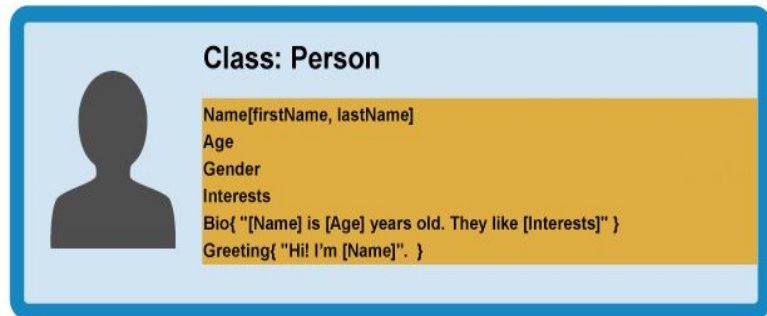 Class: Person
Name[firstName, lastName]
Age
Gender
Interests
Bio{ "[Name] is [Age] years old. They like [Interests]" }
Greeting{ "Hi! I’m [Name]".  }